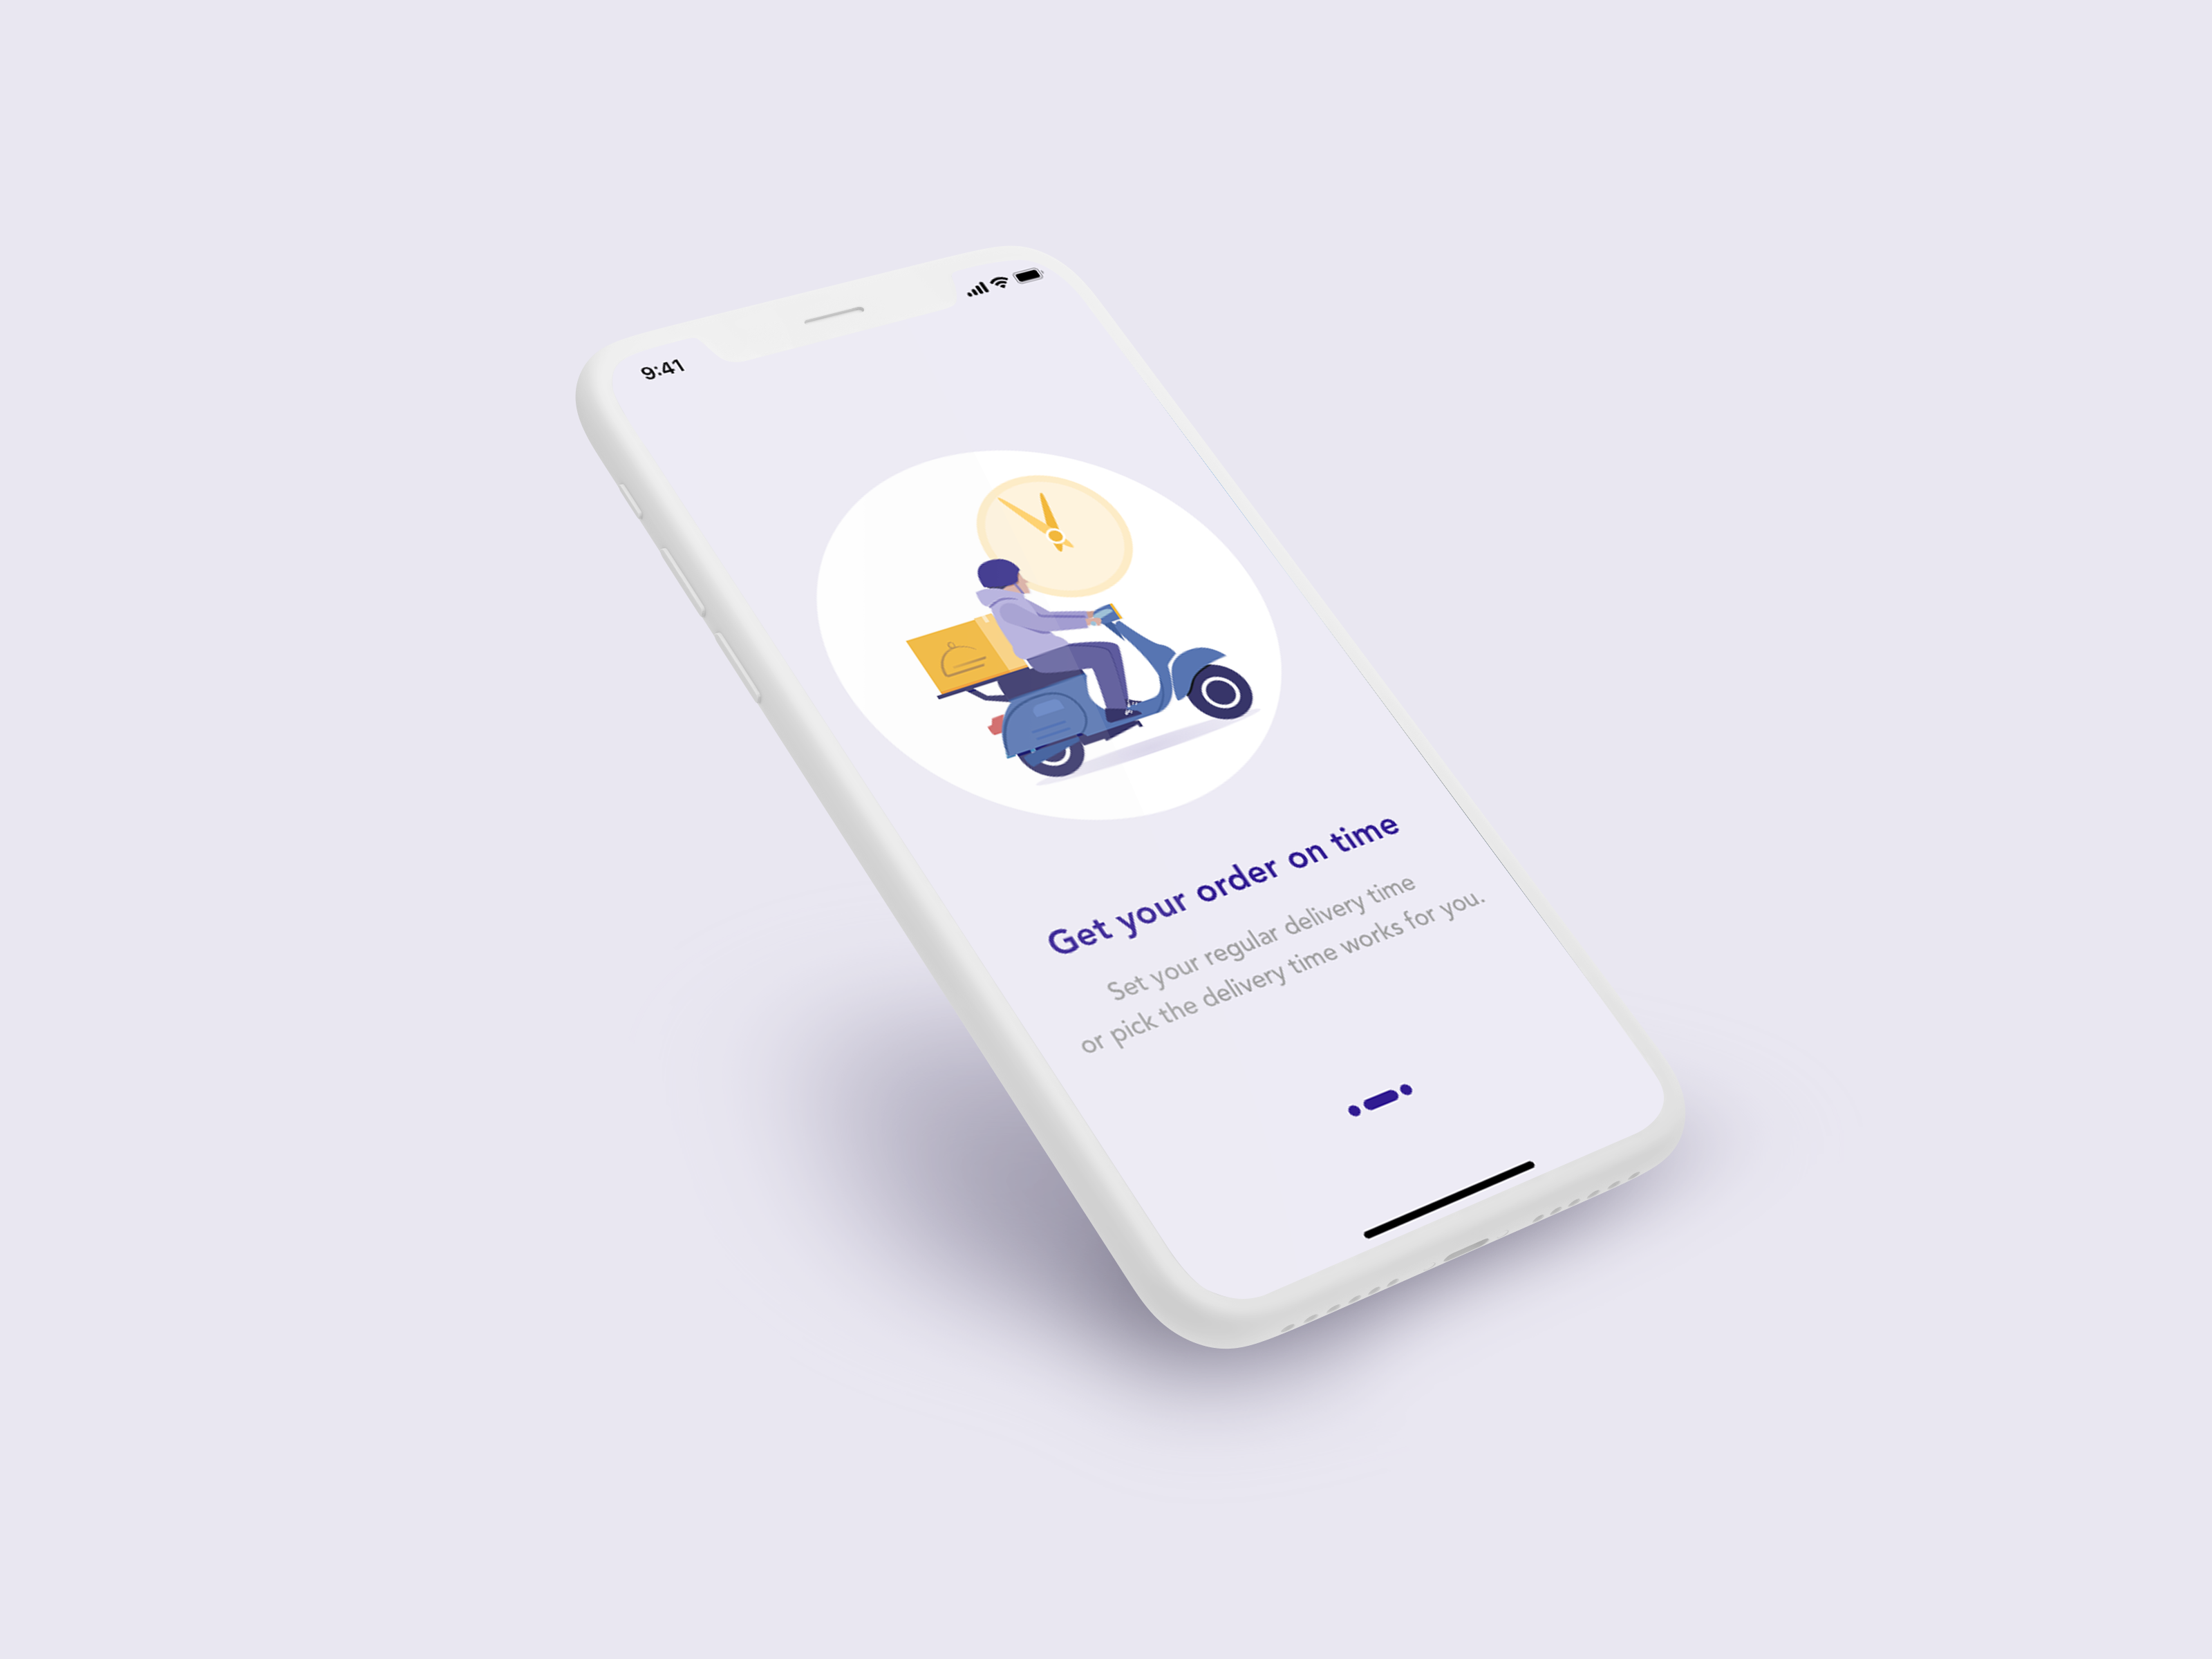 9:41
Get your order on time
Set your regular delivery time
or pick the delivery time works for you.